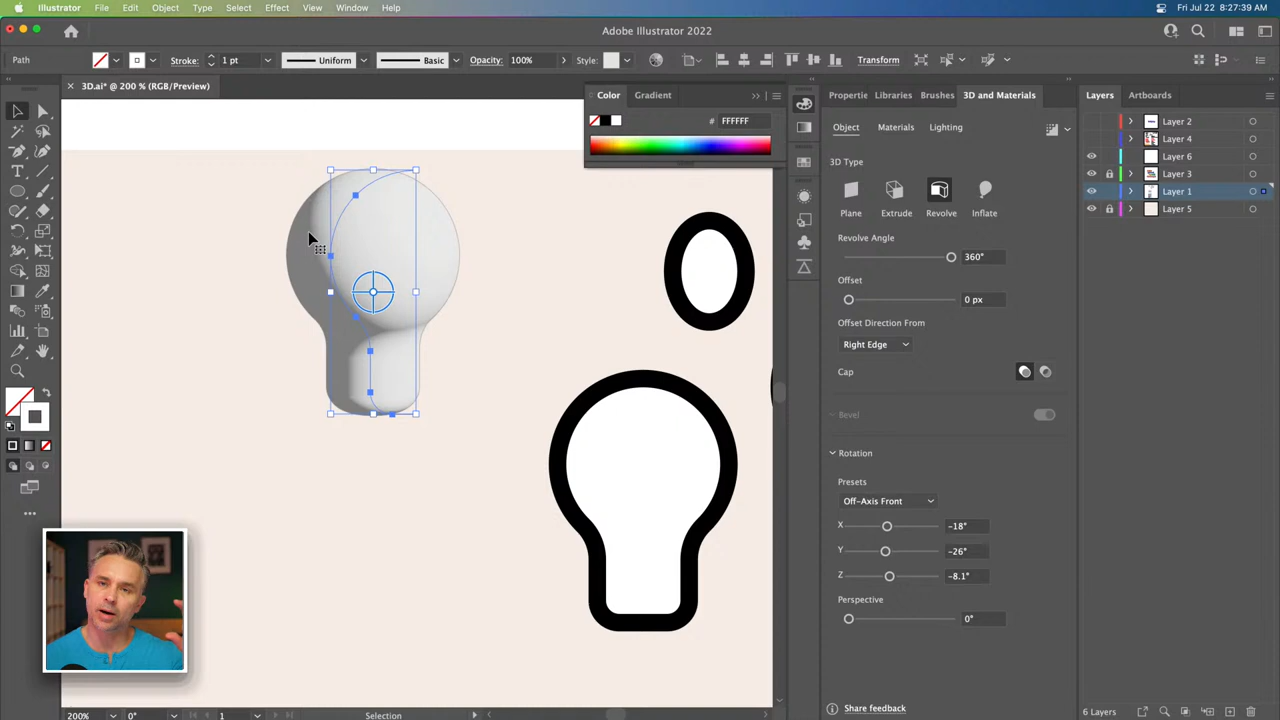 Illustrator File Edit Object Type Select Effect View Window Help
Fri Jul 22 8:27:39 AM
Adobe Illustrator 2022
Path
Stroke: 1 pt
Uniform
Basic
Opacity: 100%
Style:
Transform
3D.ai* @ 200 % (RGB/Preview)
Color Gradient
# FFFFFF
Propertie Libraries Brushes 3D and Materials
Object Materials Lighting
3D Type
Plane Extrude Revolve Inflate
Revolve Angle
360°
Offset
0 px
Offset Direction From
Right Edge
Cap
Bevel
Rotation
Presets
Off-Axis Front
X -18°
Y -26°
Z -8.1°
Perspective
0°
Share feedback
Layers Artboards
Layer 2
Layer 4
Layer 6
Layer 3
Layer 1
Layer 5
6 Layers
200% 0° 1 Selection